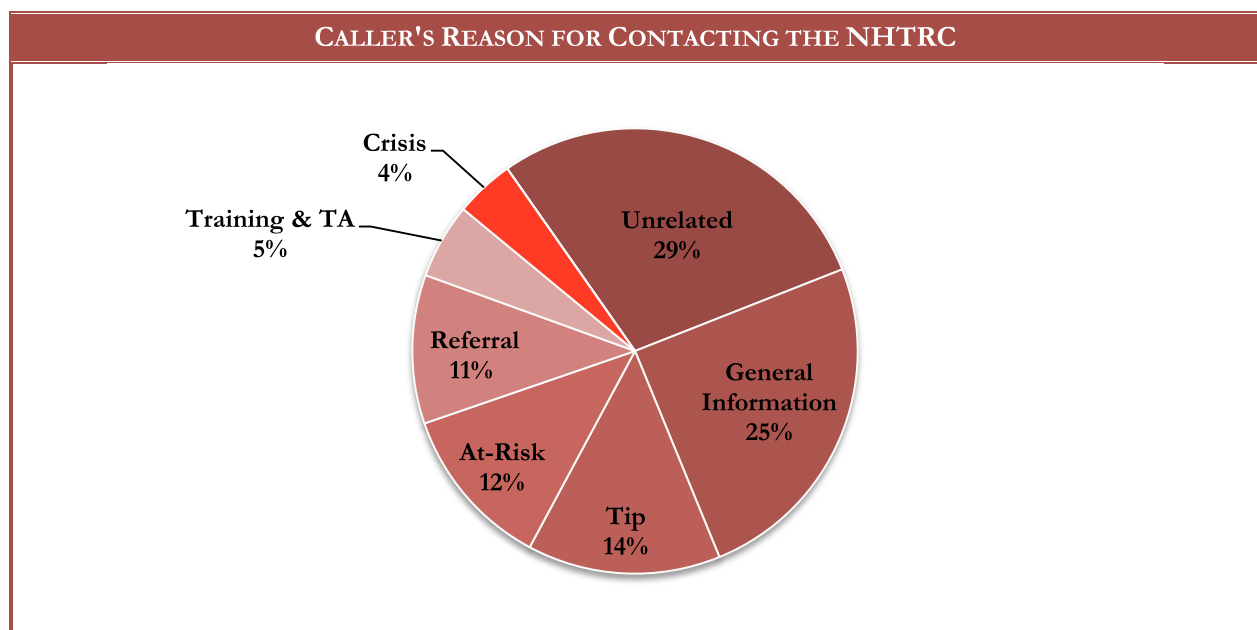 CALLER'S REASON FOR CONTACTING THE NHTRC
Crisis
4%
Training & TA
5%
Unrelated
29%
Referral
11%
General
Information
25%
At-Risk
12%
Tip
14%